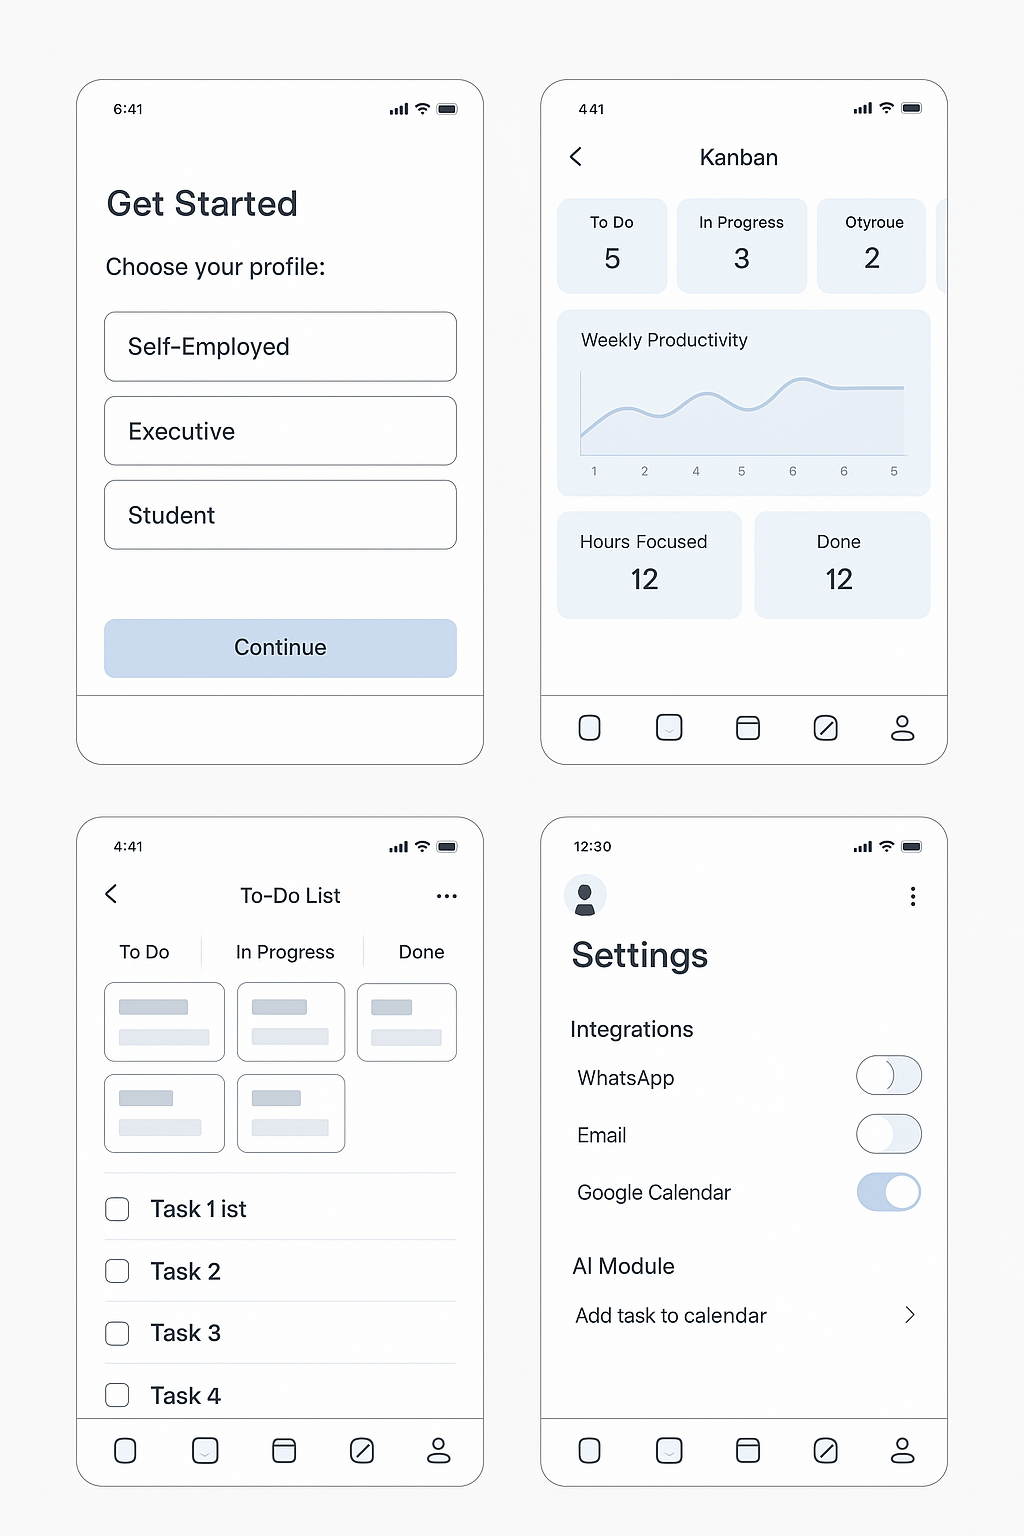 6:41
Get Started
Choose your profile:
Self-Employed
Executive
Student
Continue
441
Kanban
To Do
5
In Progress
3
Otyroue
2
Weekly Productivity
1 2 4 5 6 6 5
Hours Focused
12
Done
12
4:41
To-Do List
To Do
In Progress
Done
Task 1 ist
Task 2
Task 3
Task 4
12:30
Settings
Integrations
WhatsApp
Email
Google Calendar
AI Module
Add task to calendar